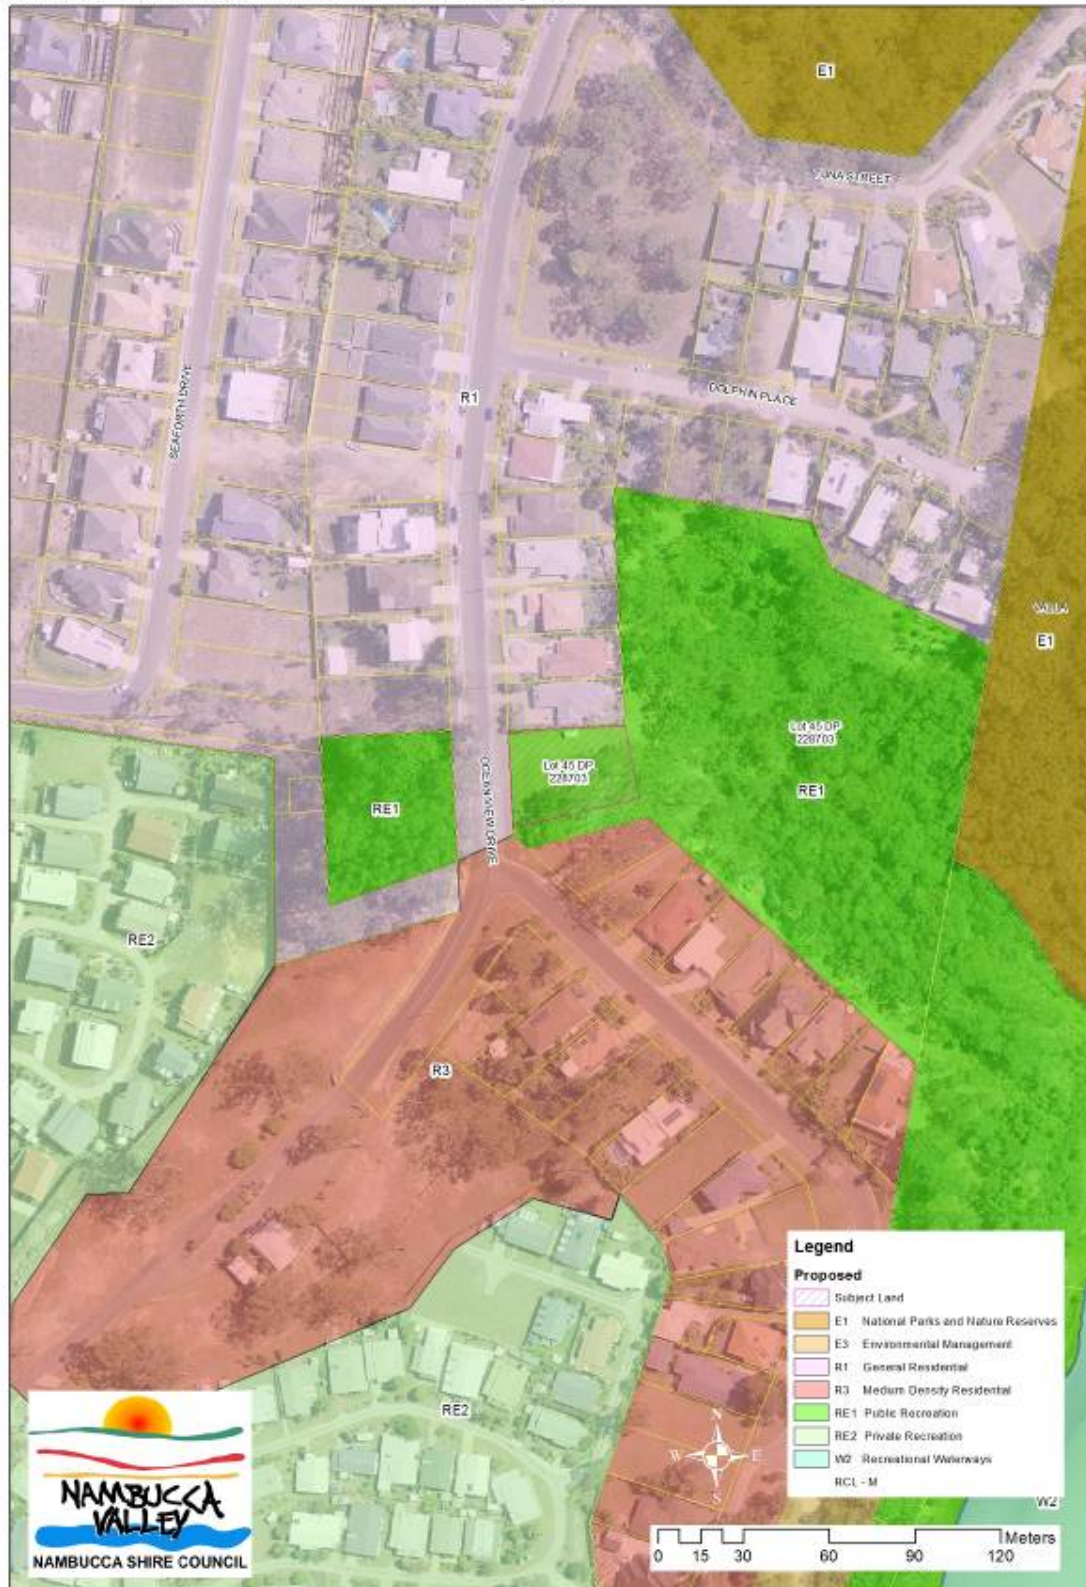 E1
TUNA STREET
SEAFORTH DRIVE
R1
DOLPHIN PLACE
VALLA
E1
Lot 45 DP
228703
RE1
Lot 45 DP
228703
RE1
OCEAN VIEW DRIVE
RE2
R3
RE2
Legend
Proposed
Subject Land
E1 National Parks and Nature Reserves
E3 Environmental Management
R1 General Residential
R3 Medium Density Residential
RE1 Public Recreation
RE2 Private Recreation
W2 Recreational Waterways
RCL - M
W2
N
W E
S
Meters
0 15 30 60 90 120
NAMBUCCA
VALLEY
NAMBUCCA SHIRE COUNCIL